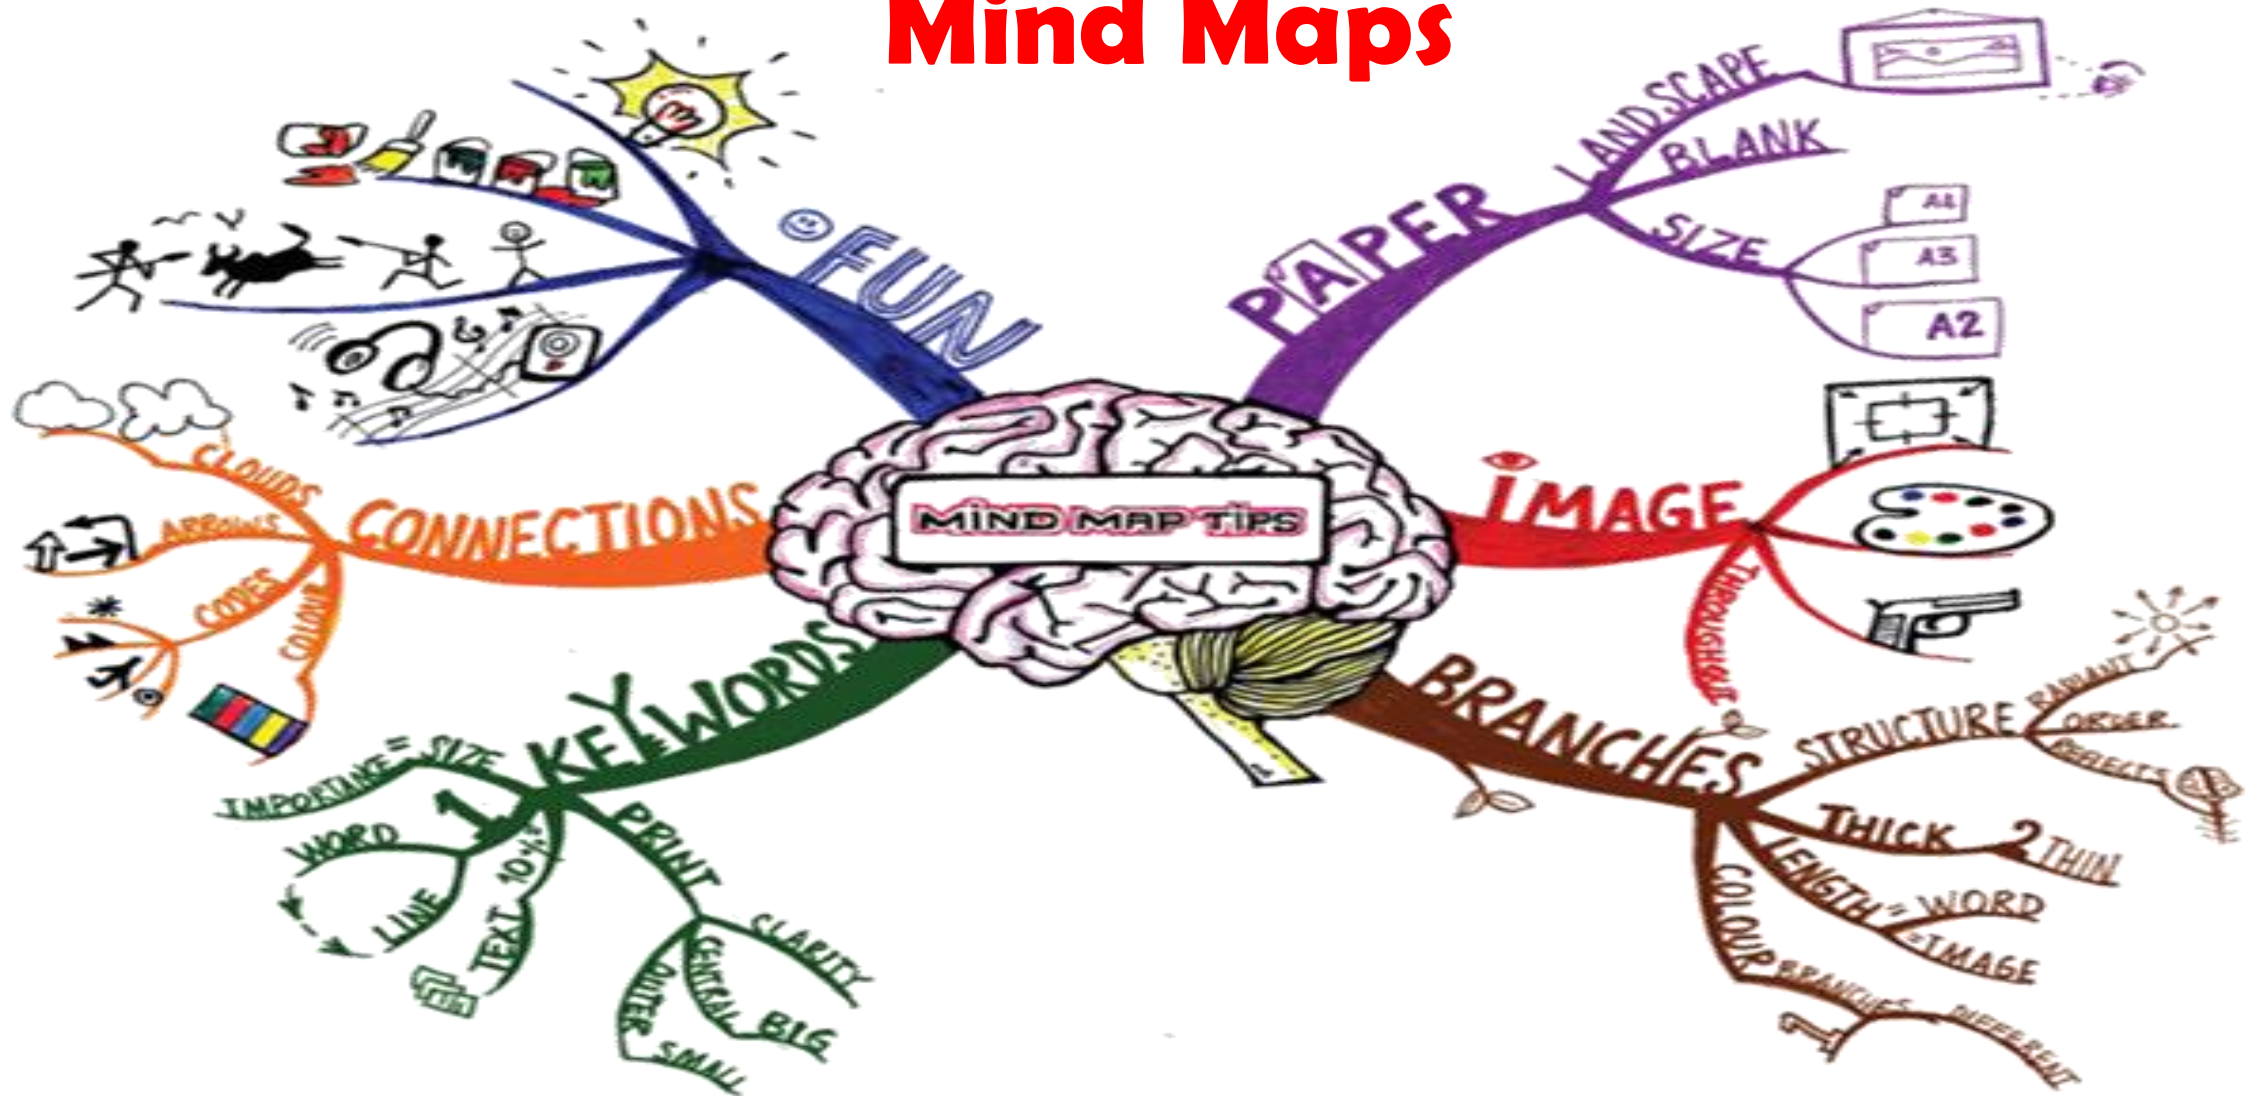 Mind Maps
MIND MAP TIPS
PAPER
LANDSCAPE
BLANK
SIZE
A4
A3
A2
IMAGE
THROUGHOUT
BRANCHES
STRUCTURE
RADIANT
ORDER
THICK 2 THIN
LENGTH
= WORD
= IMAGE
COLOUR
BRANCHES
DIFFERENT
KEYWORDS
PRINT
CLARITY
CENTRAL
BIG
OUTER
SMALL
10%=
TEXT
1
WORD
LINE
SIZE
=
CONNECTIONS
CLOUDS
ARROWS
CODES
COLOUR
FUN